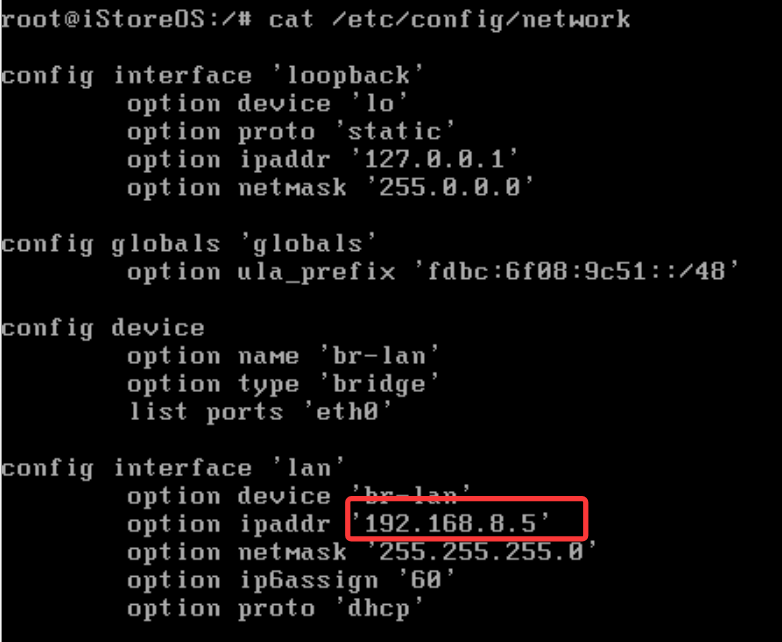 root@iStoreOS:/# cat /etc/config/network
config interface 'loopback'
option device 'lo'
option proto 'static'
option ipaddr '127.0.0.1'
option netmask '255.0.0.0'
config globals 'globals'
option ula_prefix 'fdbc:6f08:9c51::/48'
config device
option name 'br-lan'
option type 'bridge'
list ports 'eth0'
config interface 'lan'
option device 'br-lan'
option ipaddr '192.168.8.5'
option netmask '255.255.255.0'
option ip6assign '60'
option proto 'dhcp'